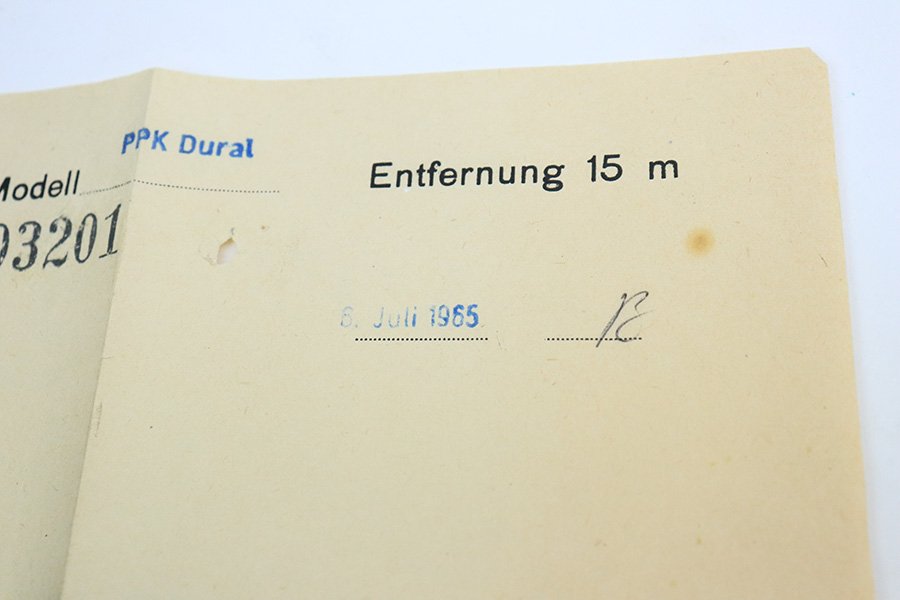 PPK Dural
Modell
Entfernung 15 m
93201
6. Juli 1965